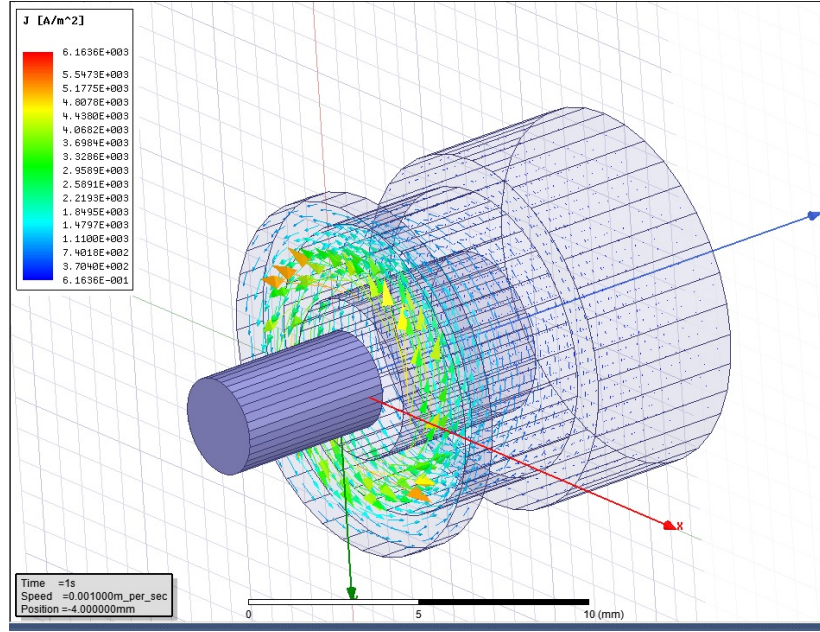 J [A/m^2]
6.1636E+003
5.5473E+003
5.1775E+003
4.8078E+003
4.4380E+003
4.0682E+003
3.6984E+003
3.3286E+003
2.9589E+003
2.5891E+003
2.2193E+003
1.8495E+003
1.4797E+003
1.1100E+003
7.4018E+002
3.7040E+002
6.1636E-001
X
Time =1s
Speed =0.001000m_per_sec
Position =-4.000000mm
0 5 10 (mm)